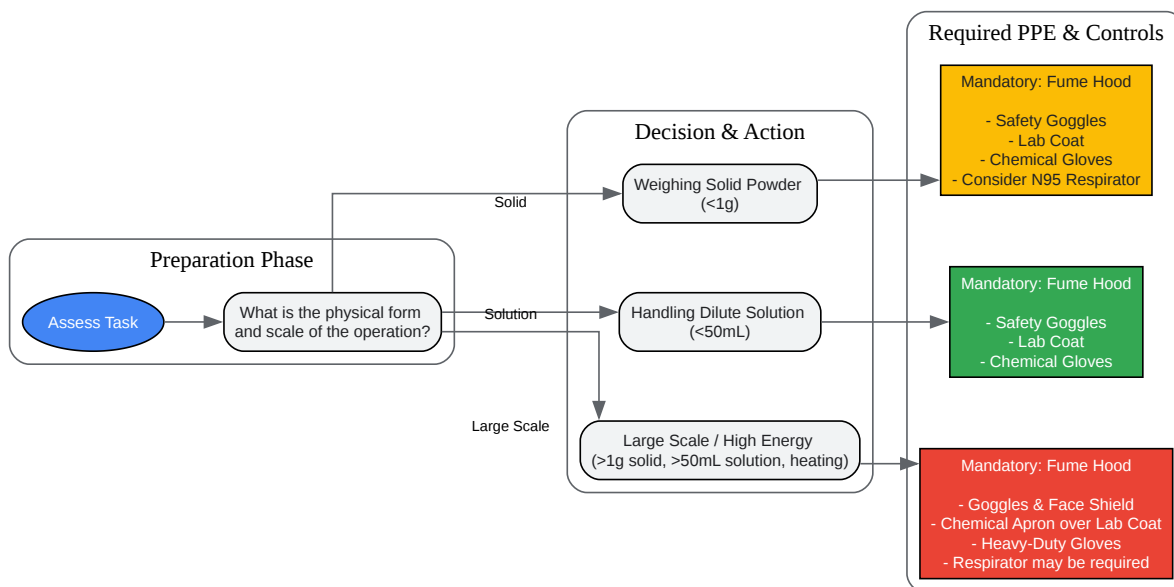 Required PPE & Controls
Mandatory: Fume Hood
- Safety Goggles
- Lab Coat
- Chemical Gloves
- Consider N95 Respirator
Decision & Action
Weighing Solid Powder
(<1g)
Solid
Preparation Phase
Assess Task
What is the physical form
and scale of the operation?
Solution
Handling Dilute Solution
(<50mL)
Mandatory: Fume Hood
- Safety Goggles
- Lab Coat
- Chemical Gloves
Large Scale
Large Scale / High Energy
(>1g solid, >50mL solution, heating)
Mandatory: Fume Hood
- Goggles & Face Shield
- Chemical Apron over Lab Coat
- Heavy-Duty Gloves
- Respirator may be required